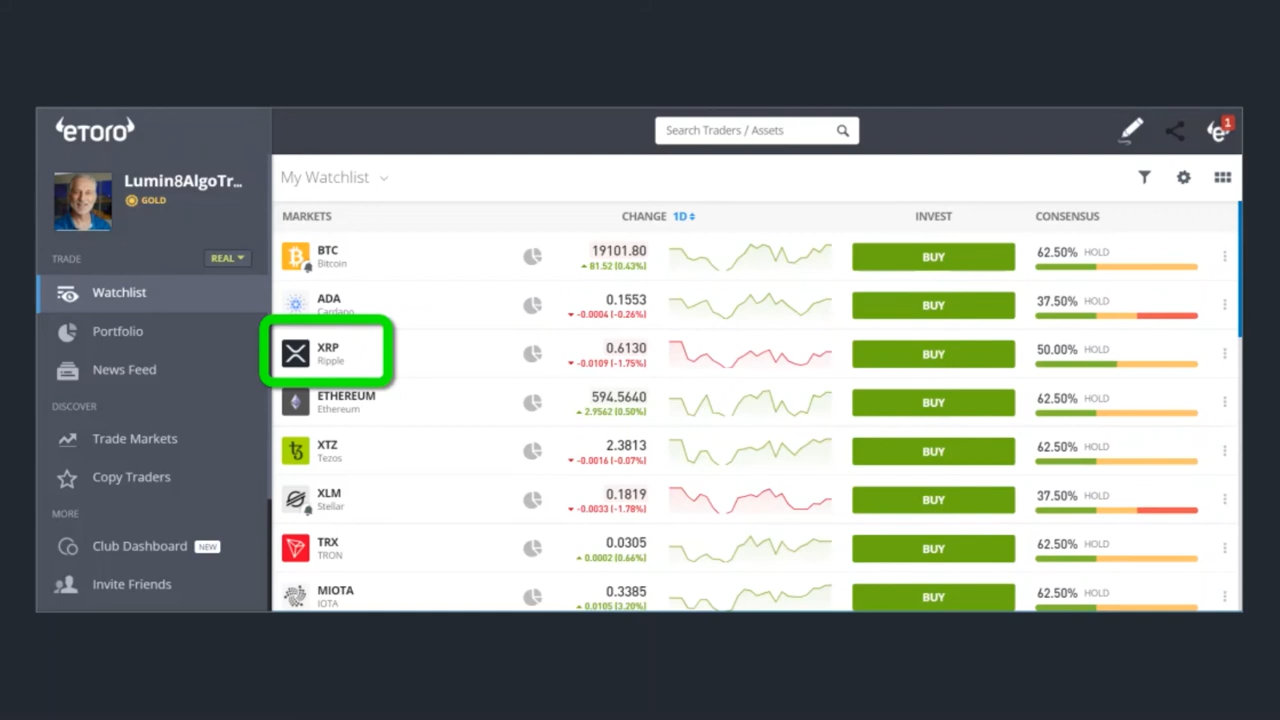 eToro
Search Traders / Assets
1
Lumin8AlgoTr...
GOLD
TRADE
REAL
Watchlist
Portfolio
News Feed
DISCOVER
Trade Markets
Copy Traders
MORE
Club Dashboard NEW
Invite Friends
My Watchlist
MARKETS CHANGE 1D INVEST CONSENSUS
BTC 19101.80 BUY 62.50% HOLD
Bitcoin 81.52 (0.43%)
ADA 0.1553 BUY 37.50% HOLD
Cardano -0.0004 (-0.26%)
XRP 0.6130 BUY 50.00% HOLD
Ripple -0.0109 (-1.75%)
ETHEREUM 594.5640 BUY 62.50% HOLD
Ethereum 2.9562 (0.50%)
XTZ 2.3813 BUY 62.50% HOLD
Tezos -0.0016 (-0.07%)
XLM 0.1819 BUY 37.50% HOLD
Stellar -0.0033 (-1.78%)
TRX 0.0305 BUY 62.50% HOLD
TRON 0.0002 (0.66%)
MIOTA 0.3385 BUY 62.50% HOLD
IOTA 0.0105 (3.20%)